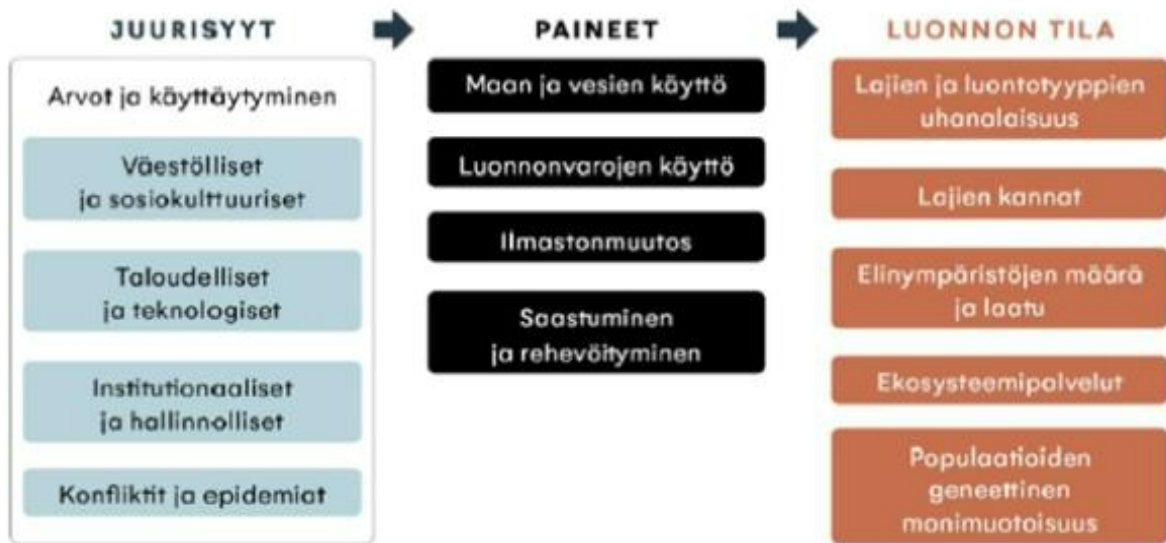 JUURISYYT
Arvot ja käyttäytyminen
Väestölliset
ja sosiokulttuuriset
Taloudelliset
ja teknologiset
Institutionaaliset
ja hallinnolliset
Konfliktit ja epidemiat
PAINEET
Maan ja vesien käyttö
Luonnonvarojen käyttö
Ilmastonmuutos
Saastuminen
ja rehevöityminen
LUONNON TILA
Lajien ja luontotyyppien
uhanalaisuus
Lajien kannat
Elinympäristöjen määrä
ja laatu
Ekosysteemipalvelut
Populaatioiden
geneettinen
monimuotoisuus